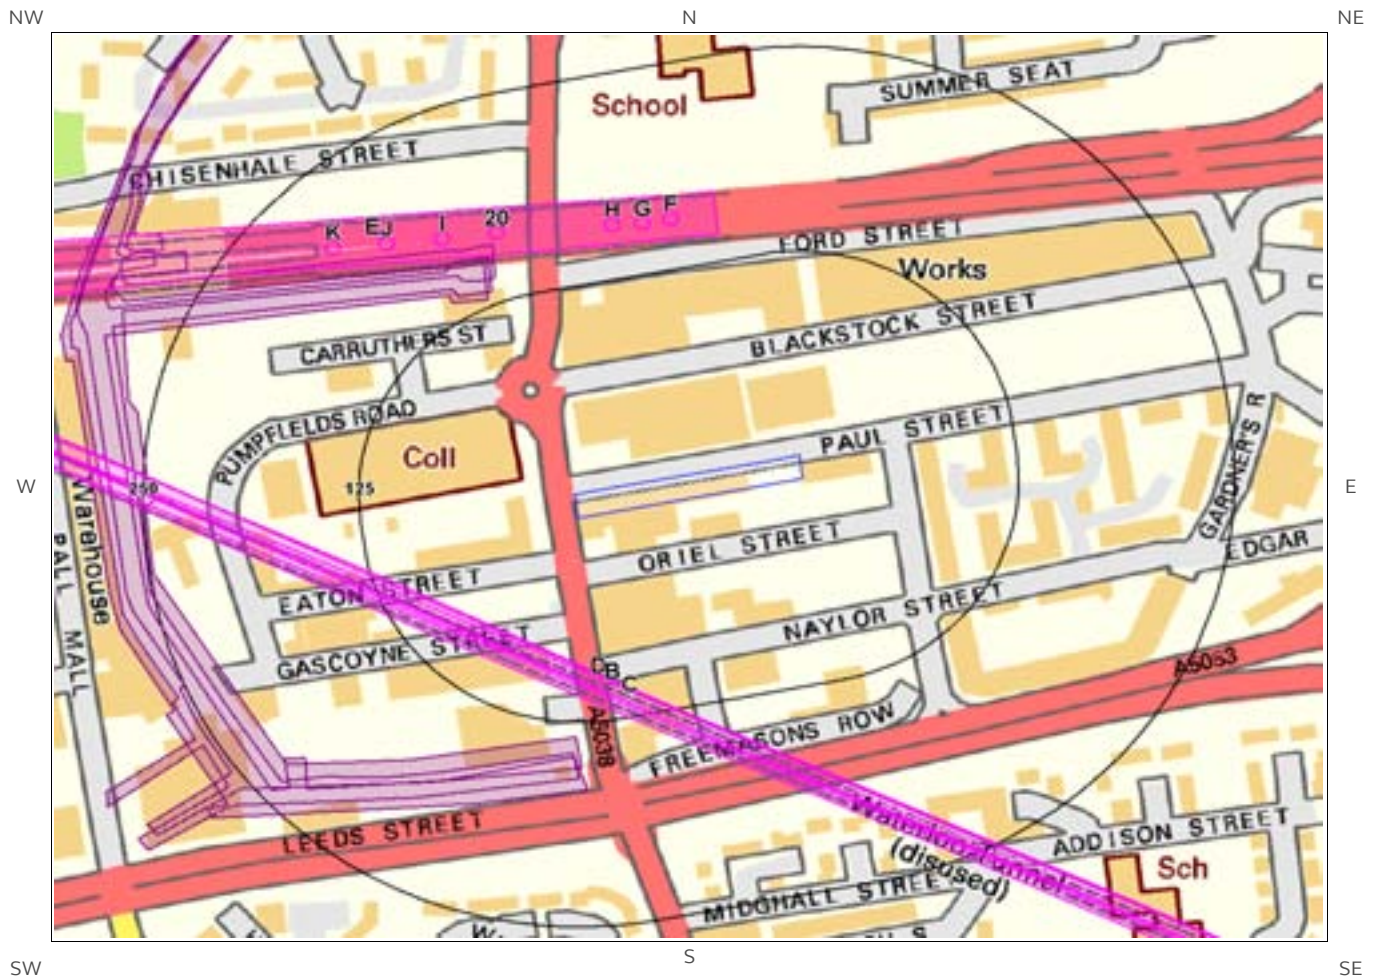 NW
N
NE
SUMMER SEAT
School
CHISENHALE STREET
K
EJ
I
20
H
G
F
FORD STREET
Works
BLACKSTOCK STREET
CARRUTHERS ST
PUMPFIELDS ROAD
PAUL STREET
Coll
GARDNER'S R
W
250
125
E
Warehouse
PALL MALL
ORIEL STREET
EDGAR
EATON STREET
NAYLOR STREET
GASCOYNE STREET
D
B
C
A5053
A5038
FREEMASONS ROW
LEEDS STREET
Waterloo Tunnel
(disused)
ADDISON STREET
Sch
MIDGHALL STREET
SW
S
SE